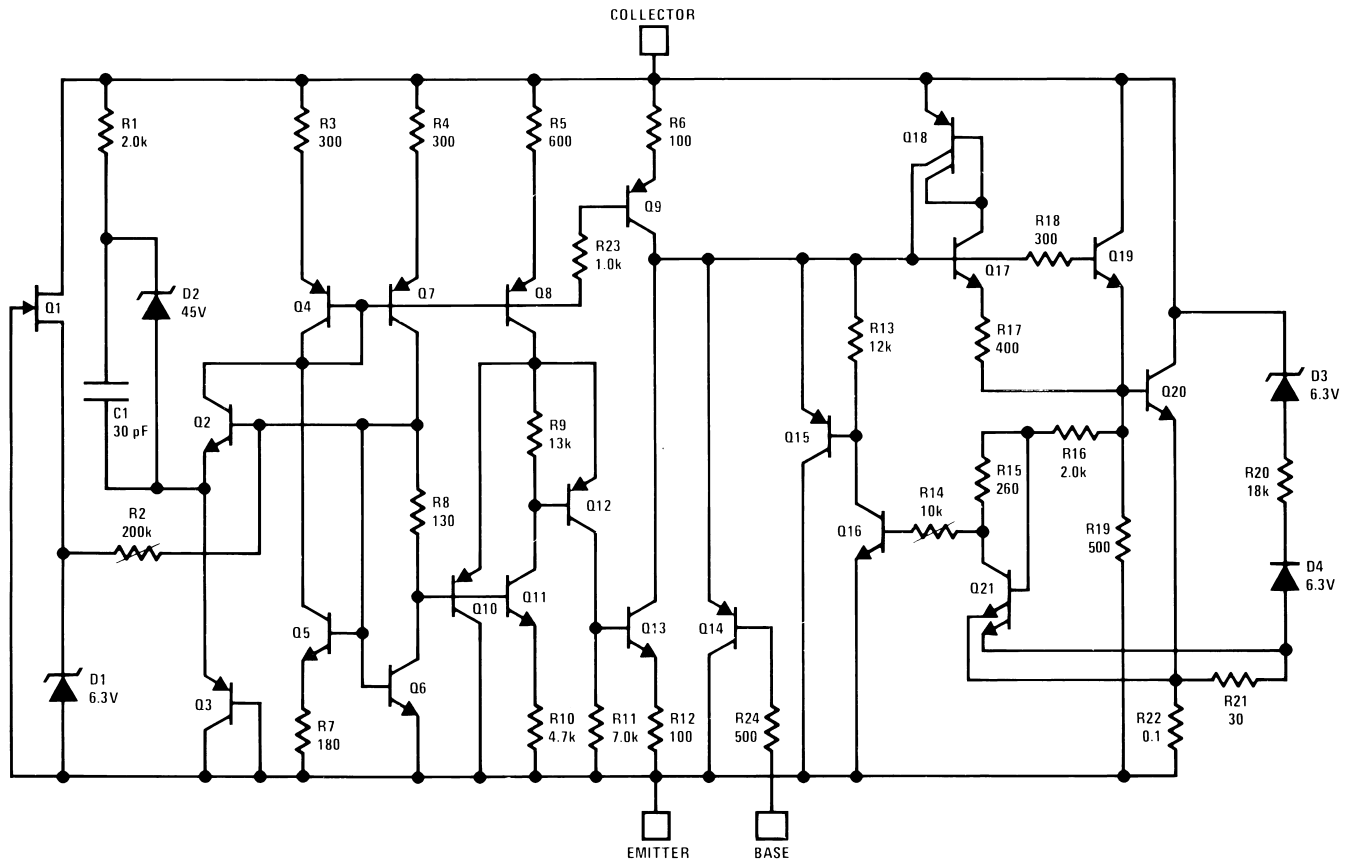 COLLECTOR
R1
2.0k
R3
300
R4
300
R5
600
R6
100
Q18
Q9
R23
1.0k
R18
300
Q19
Q17
Q1
D2
45V
Q4
Q7
Q8
R13
12k
R17
400
C1
30 pF
Q2
R9
13k
Q15
Q20
D3
6.3V
R2
200k
R8
130
Q12
R14
10k
R15
260
R16
2.0k
R20
18k
Q16
R19
500
Q5
Q10
Q11
Q13
Q14
Q21
D4
6.3V
D1
6.3V
Q3
Q6
R7
180
R10
4.7k
R11
7.0k
R12
100
R24
500
R22
0.1
R21
30
EMITTER
BASE